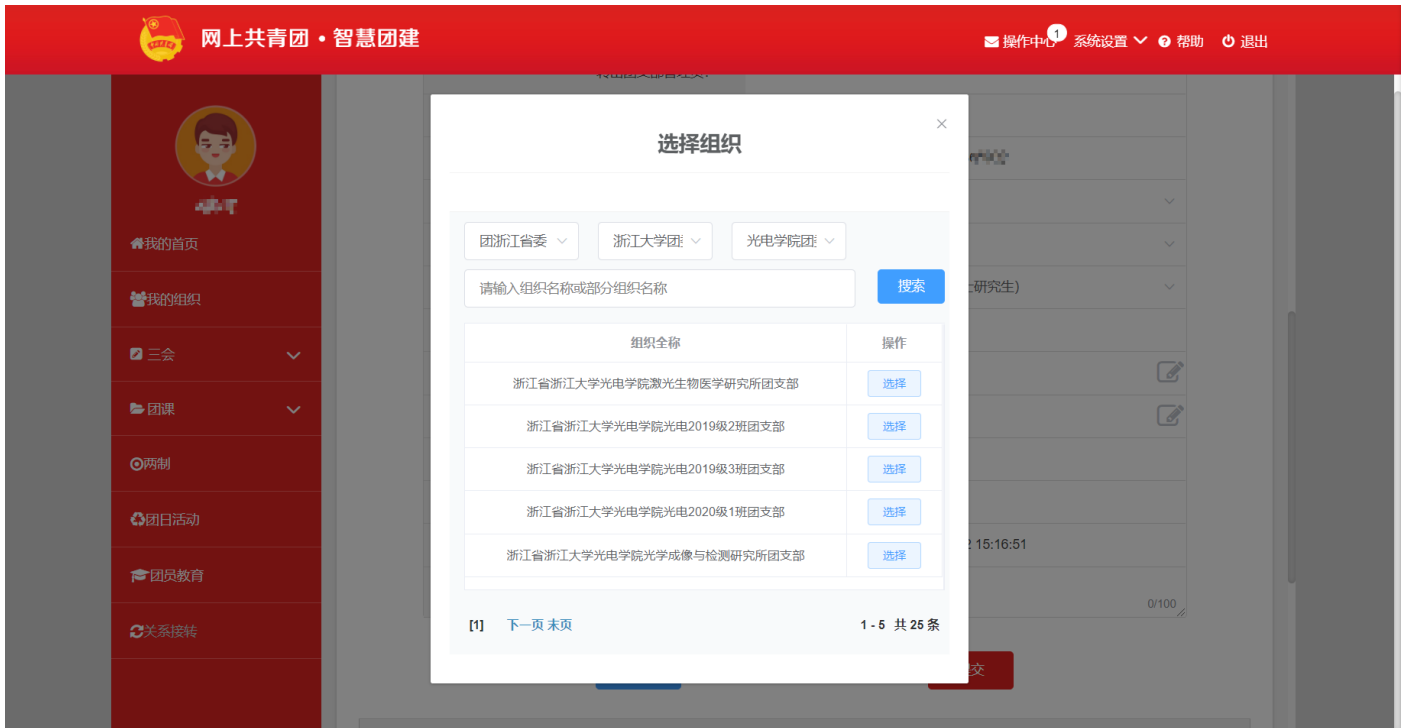 网上共青团·智慧团建
操作中心 1 系统设置 帮助 退出
我的首页
我的组织
三会
团课
两制
团日活动
团员教育
关系接转
选择组织
团浙江省委 浙江大学团 光电学院团
请输入组织名称或部分组织名称 搜索
组织全称 操作
浙江省浙江大学光电学院激光生物医学研究所团支部 选择
浙江省浙江大学光电学院光电2019级2班团支部 选择
浙江省浙江大学光电学院光电2019级3班团支部 选择
浙江省浙江大学光电学院光电2020级1班团支部 选择
浙江省浙江大学光电学院光学成像与检测研究所团支部 选择
[1] 下一页 末页 1 - 5 共 25 条
研究生)
15:16:51
0/100
交